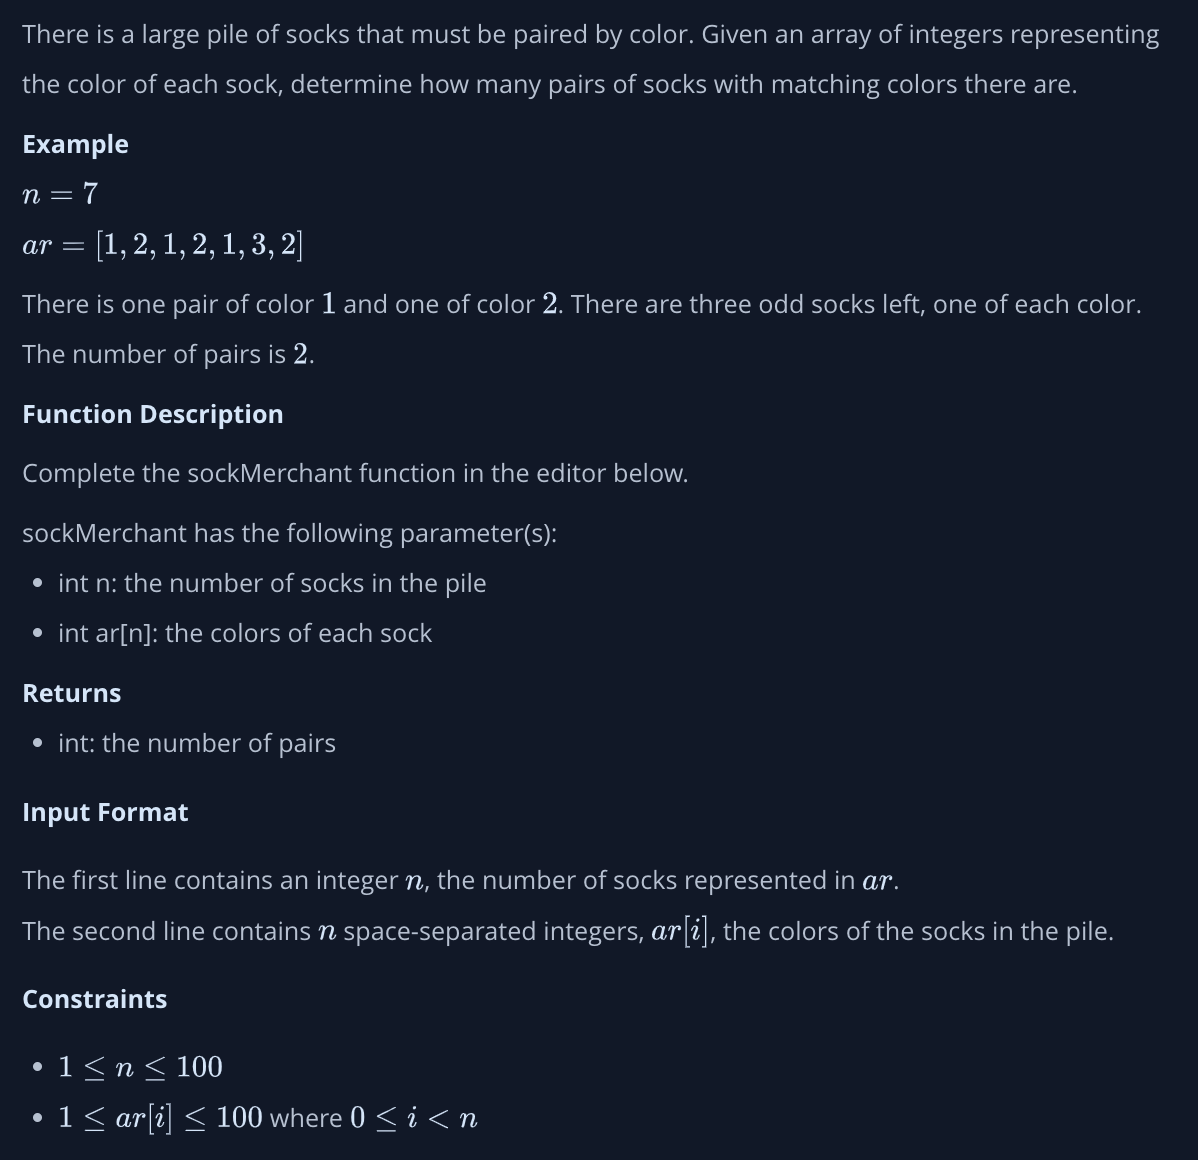 There is a large pile of socks that must be paired by color. Given an array of integers representing
the color of each sock, determine how many pairs of socks with matching colors there are.
Example
n = 7
ar = [1, 2, 1, 2, 1, 3, 2]
There is one pair of color 1 and one of color 2. There are three odd socks left, one of each color.
The number of pairs is 2.
Function Description
Complete the sockMerchant function in the editor below.
sockMerchant has the following parameter(s):
• int n: the number of socks in the pile
• int ar[n]: the colors of each sock
Returns
• int: the number of pairs
Input Format
The first line contains an integer n, the number of socks represented in ar.
The second line contains n space-separated integers, ar[i], the colors of the socks in the pile.
Constraints
• 1 ≤ n ≤ 100
• 1 ≤ ar[i] ≤ 100 where 0 ≤ i < n